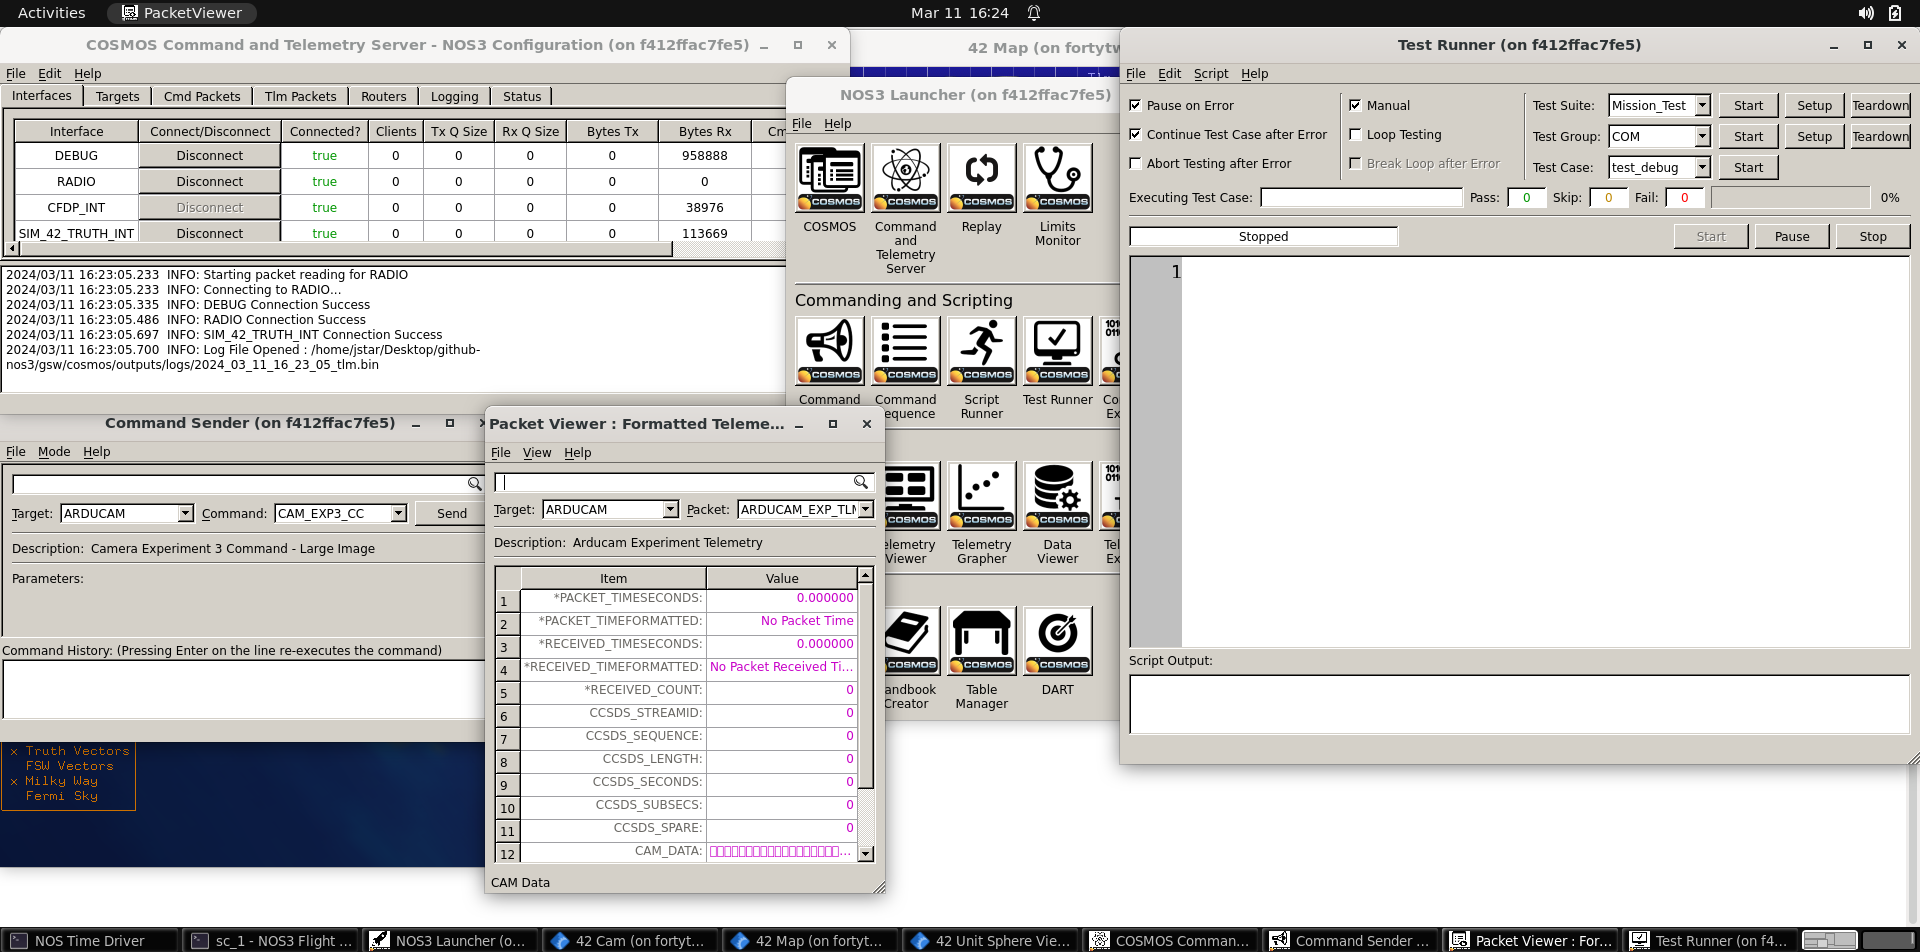 Activities
PacketViewer
Mar 11 16:24
COSMOS Command and Telemetry Server - NOS3 Configuration (on f412ffac7fe5)
File Edit Help
Interfaces Targets Cmd Packets Tlm Packets Routers Logging Status
Interface Connect/Disconnect Connected? Clients Tx Q Size Rx Q Size Bytes Tx Bytes Rx Cm
DEBUG Disconnect true 0 0 0 0 958888
RADIO Disconnect true 0 0 0 0 0
CFDP_INT Disconnect true 0 0 0 0 38976
SIM_42_TRUTH_INT Disconnect true 0 0 0 0 113669
2024/03/11 16:23:05.233 INFO: Starting packet reading for RADIO
2024/03/11 16:23:05.233 INFO: Connecting to RADIO...
2024/03/11 16:23:05.335 INFO: DEBUG Connection Success
2024/03/11 16:23:05.486 INFO: RADIO Connection Success
2024/03/11 16:23:05.697 INFO: SIM_42_TRUTH_INT Connection Success
2024/03/11 16:23:05.700 INFO: Log File Opened : /home/jstar/Desktop/github-
nos3/gsw/cosmos/outputs/logs/2024_03_11_16_23_05_tlm.bin
42 Map (on fortytw
NOS3 Launcher (on f412ffac7fe5)
File Help
COSMOS COSMOS COSMOS COSMOS
COSMOS Command and Telemetry Server Replay Limits Monitor
Commanding and Scripting
COSMOS COSMOS COSMOS COSMOS
Command Command Script Runner Test Runner Co
equence Ex
COSMOS COSMOS COSMOS
elemetry Viewer Telemetry Grapher Data Viewer Tel
Ex
COSMOS COSMOS COSMOS
andbook Creator Table Manager DART
Test Runner (on f412ffac7fe5)
File Edit Script Help
Pause on Error Manual Test Suite: Mission_Test Start Setup Teardown
Continue Test Case after Error Loop Testing Test Group: COM Start Setup Teardown
Abort Testing after Error Break Loop after Error Test Case: test_debug Start
Executing Test Case: Pass: 0 Skip: 0 Fail: 0 0%
Stopped Start Pause Stop
1
Script Output:
Command Sender (on f412ffac7fe5)
File Mode Help
Target: ARDUCAM Command: CAM_EXP3_CC Send
Description: Camera Experiment 3 Command - Large Image
Parameters:
Command History: (Pressing Enter on the line re-executes the command)
x Truth Vectors
FSW Vectors
x Milky Way
Fermi Sky
Packet Viewer : Formatted Teleme...
File View Help
Target: ARDUCAM Packet: ARDUCAM_EXP_TLM
Description: Arducam Experiment Telemetry
Item Value
1 *PACKET_TIMESECONDS: 0.000000
2 *PACKET_TIMEFORMATTED: No Packet Time
3 *RECEIVED_TIMESECONDS: 0.000000
4 *RECEIVED_TIMEFORMATTED: No Packet Received Ti...
5 *RECEIVED_COUNT: 0
6 CCSDS_STREAMID: 0
7 CCSDS_SEQUENCE: 0
8 CCSDS_LENGTH: 0
9 CCSDS_SECONDS: 0
10 CCSDS_SUBSECS: 0
11 CCSDS_SPARE: 0
12 CAM_DATA:
CAM Data
NOS Time Driver
sc_1 - NOS3 Flight ...
NOS3 Launcher (o...
42 Cam (on fortyt...
42 Map (on fortyt...
42 Unit Sphere Vie...
COSMOS Comman...
Command Sender ...
Packet Viewer : For...
Test Runner (on f4...